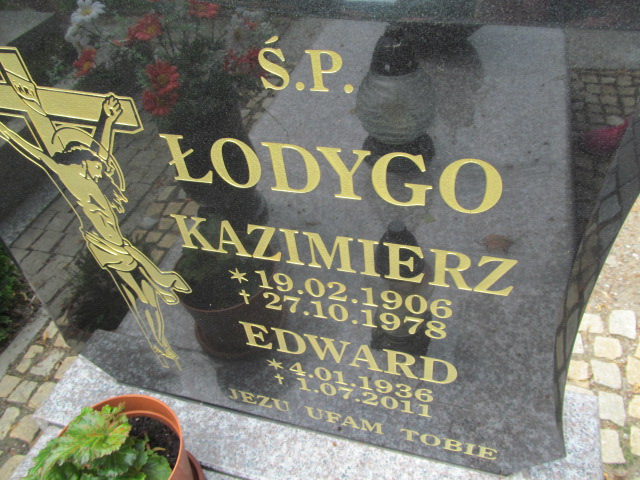 Ś.P.
ŁODYGO
KAZIMIERZ
* 19.02.1906
† 27.10.1978
EDWARD
* 4.01.1936
† 1.07.2011
JEZU UFAM TOBIE